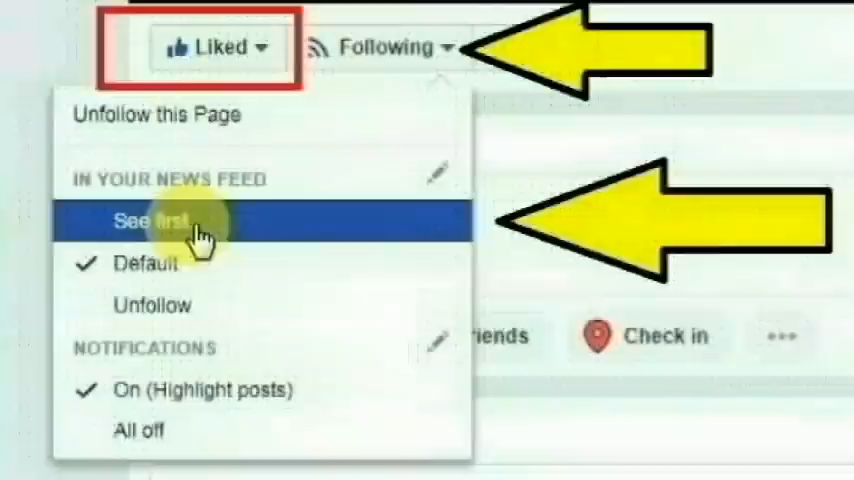 Liked Following
Unfollow this Page
IN YOUR NEWS FEED
See first
Default
Unfollow
NOTIFICATIONS
Check in
On (Highlight posts)
All off